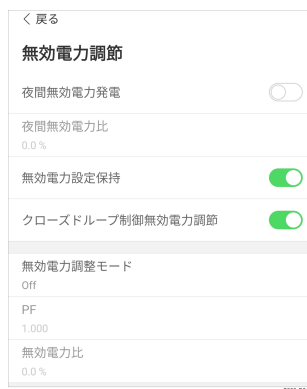 〈 戻る
無効電力調節
夜間無効電力発電
夜間無効電力比
0.0 %
無効電力設定保持
クローズドループ制御無効電力調節
無効電力調整モード
Off
PF
1.000
無効電力比
0.0 %